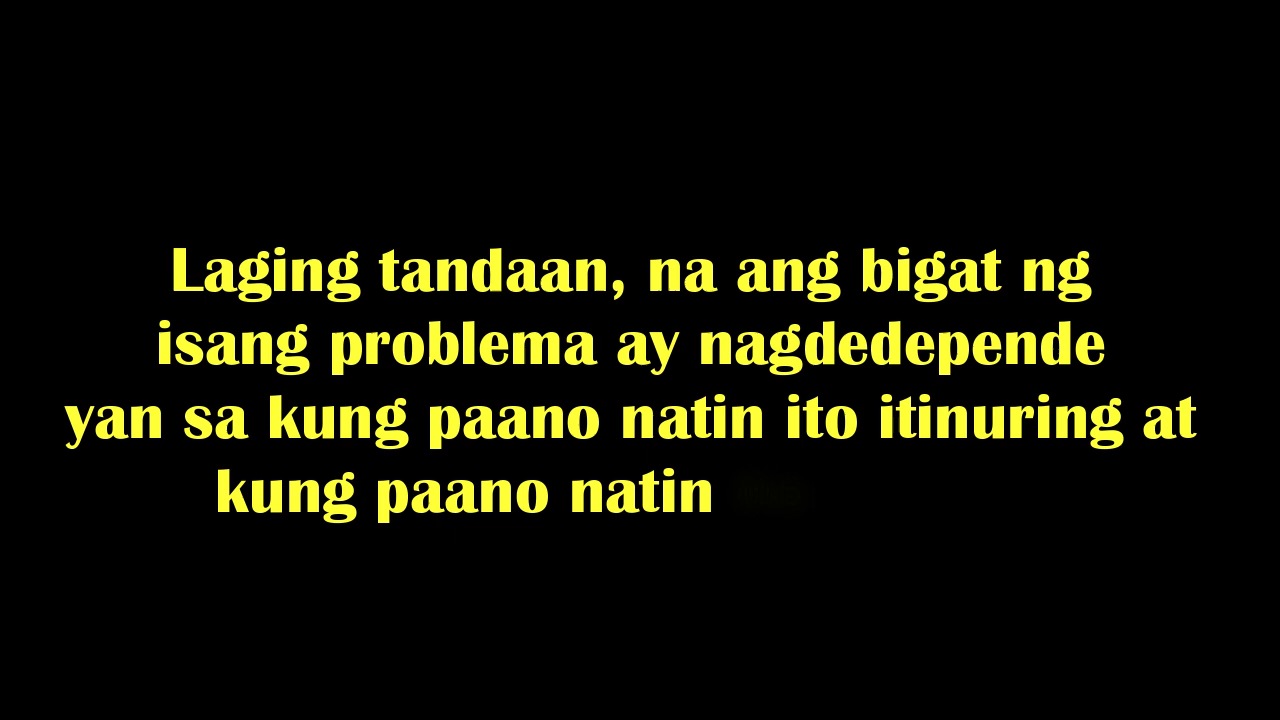 Laging tandaan, na ang bigat ng
isang problema ay nagdedepende
yan sa kung paano natin ito itinuring at
kung paano natin